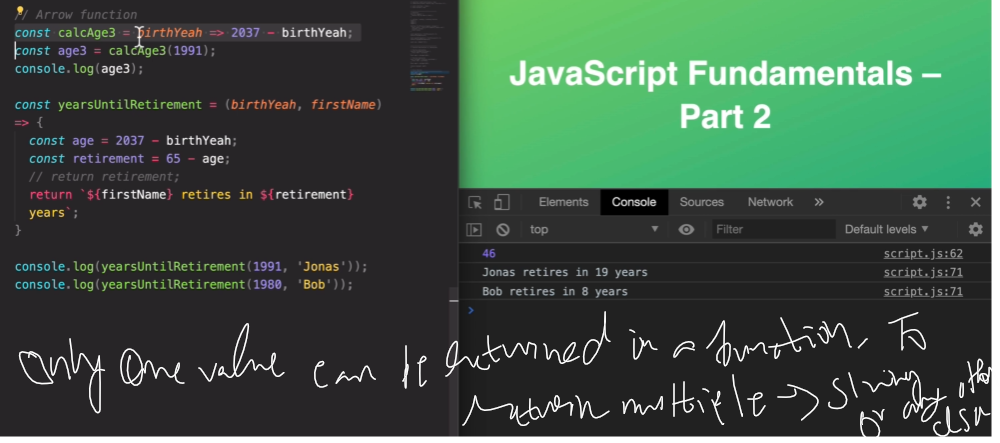 // Arrow function
const calcAge3 = birthYeah => 2037 - birthYeah;
const age3 = calcAge3(1991);
console.log(age3);
const yearsUntilRetirement = (birthYeah, firstName)
=> {
const age = 2037 - birthYeah;
const retirement = 65 - age;
// return retirement;
return `${firstName} retires in ${retirement}
years`;
}
console.log(yearsUntilRetirement(1991, 'Jonas'));
console.log(yearsUntilRetirement(1980, 'Bob'));
JavaScript Fundamentals –
Part 2
Elements Console Sources Network »
top Filter Default levels ▼
46 script.js:62
Jonas retires in 19 years script.js:71
Bob retires in 8 years script.js:71
>
Only One value can be returned in a function. To
return multiple → string
or any other